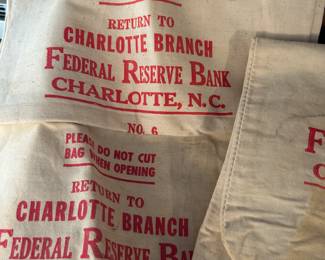 RETURN TO
CHARLOTTE BRANCH
FEDERAL RESERVE BANK
CHARLOTTE, N.C.
NO. 6
PLEASE DO NOT CUT
BAG WHEN OPENING
RETURN TO
CHARLOTTE BRANCH
FEDERAL RESERVE BAN
F
C